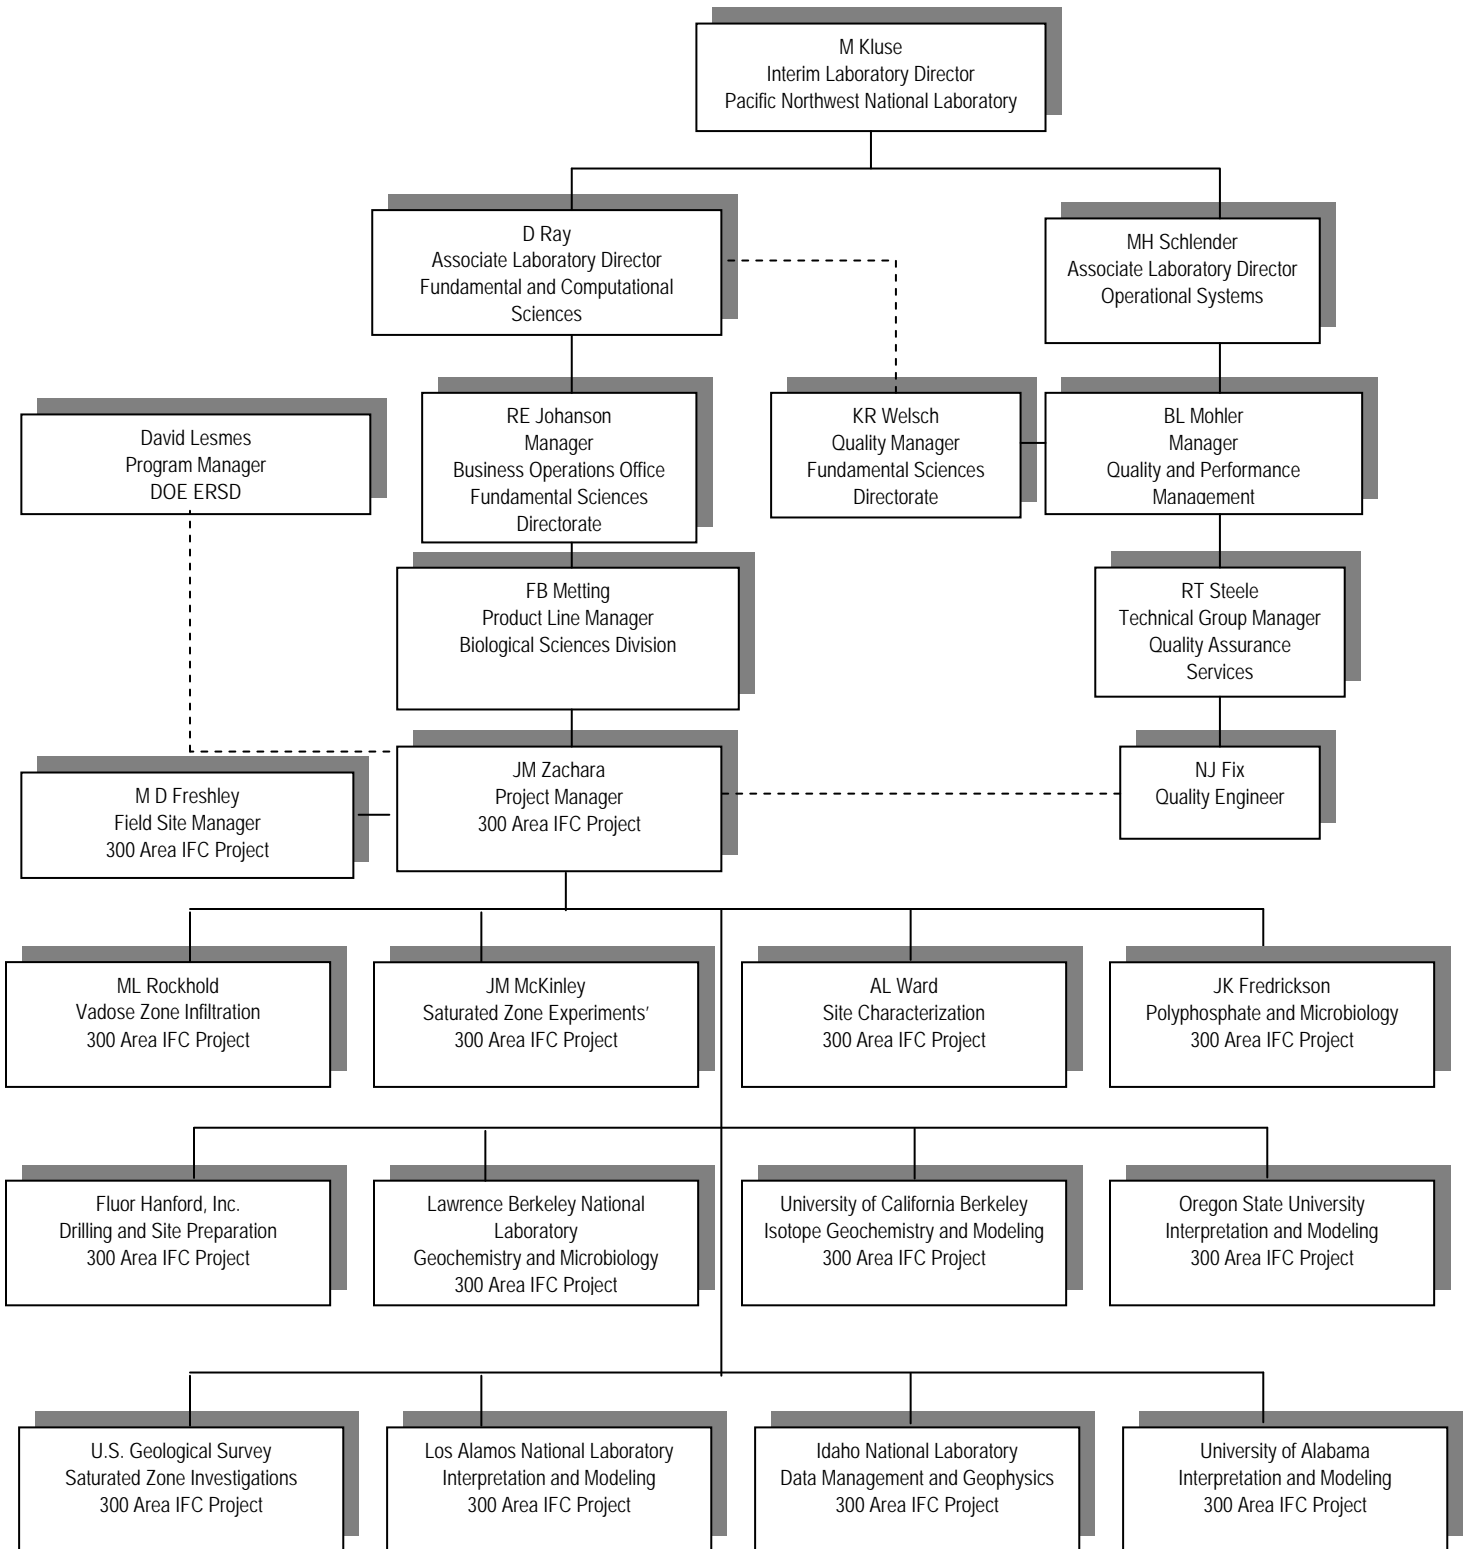 M Kluse
Interim Laboratory Director
Pacific Northwest National Laboratory
D Ray
Associate Laboratory Director
Fundamental and Computational
Sciences
MH Schlender
Associate Laboratory Director
Operational Systems
David Lesmes
Program Manager
DOE ERSD
RE Johanson
Manager
Business Operations Office
Fundamental Sciences
Directorate
KR Welsch
Quality Manager
Fundamental Sciences
Directorate
BL Mohler
Manager
Quality and Performance
Management
FB Metting
Product Line Manager
Biological Sciences Division
RT Steele
Technical Group Manager
Quality Assurance
Services
M D Freshley
Field Site Manager
300 Area IFC Project
JM Zachara
Project Manager
300 Area IFC Project
NJ Fix
Quality Engineer
ML Rockhold
Vadose Zone Infiltration
300 Area IFC Project
JM McKinley
Saturated Zone Experiments’
300 Area IFC Project
AL Ward
Site Characterization
300 Area IFC Project
JK Fredrickson
Polyphosphate and Microbiology
300 Area IFC Project
Fluor Hanford, Inc.
Drilling and Site Preparation
300 Area IFC Project
Lawrence Berkeley National
Laboratory
Geochemistry and Microbiology
300 Area IFC Project
University of California Berkeley
Isotope Geochemistry and Modeling
300 Area IFC Project
Oregon State University
Interpretation and Modeling
300 Area IFC Project
U.S. Geological Survey
Saturated Zone Investigations
300 Area IFC Project
Los Alamos National Laboratory
Interpretation and Modeling
300 Area IFC Project
Idaho National Laboratory
Data Management and Geophysics
300 Area IFC Project
University of Alabama
Interpretation and Modeling
300 Area IFC Project